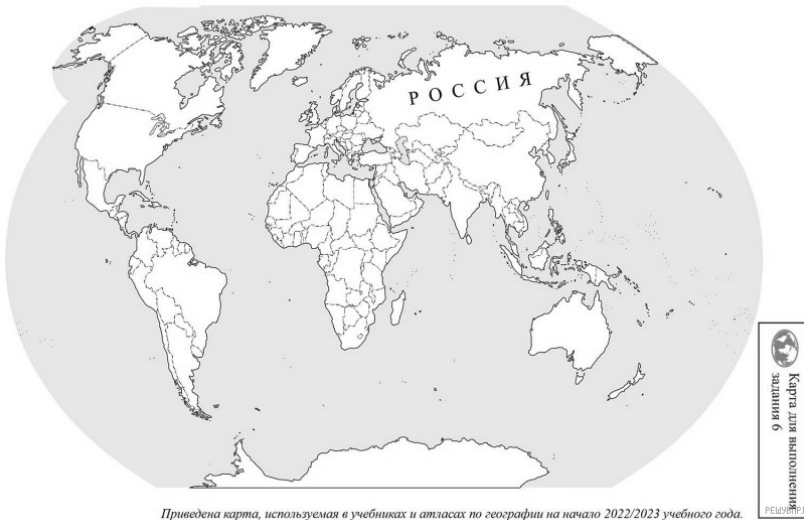 РОССИЯ
Карта для выполнения
задания 6
Приведена карта, используемая в учебниках и атласах по географии на начало 2022/2023 учебного года.